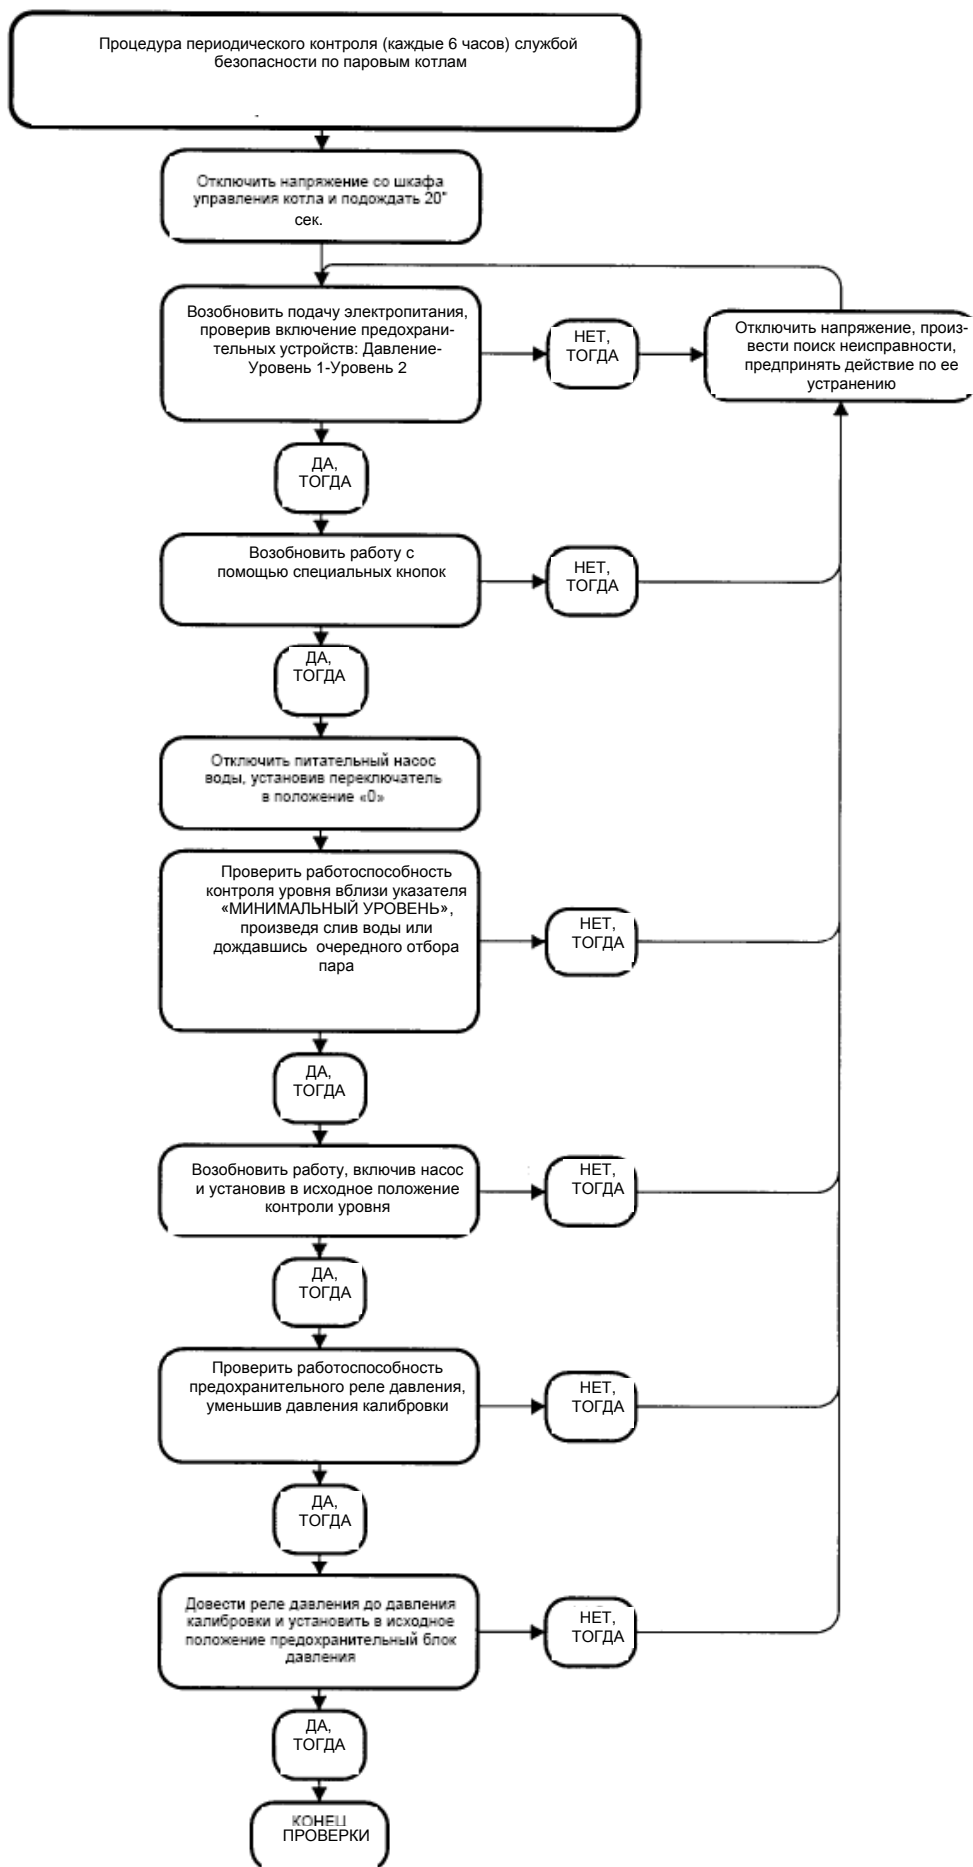 Процедура периодического контроля (каждые 6 часов) службой
безопасности по паровым котлам
Отключить напряжение со шкафа
управления котла и подождать 20"
сек.
Возобновить подачу электропитания,
проверив включение предохрани-
тельных устройств: Давление-
Уровень 1-Уровень 2
НЕТ,
ТОГДА
Отключить напряжение, произ-
вести поиск неисправности,
предпринять действие по ее
устранению
ДА,
ТОГДА
Возобновить работу с
помощью специальных кнопок
НЕТ,
ТОГДА
ДА,
ТОГДА
Отключить питательный насос
воды, установив переключатель
в положение «0»
Проверить работоспособность
контроля уровня вблизи указателя
«МИНИМАЛЬНЫЙ УРОВЕНЬ»,
произведя слив воды или
дождавшись очередного отбора
пара
НЕТ,
ТОГДА
ДА,
ТОГДА
Возобновить работу, включив насос
и установив в исходное положение
контроли уровня
НЕТ,
ТОГДА
ДА,
ТОГДА
Проверить работоспособность
предохранительного реле давления,
уменьшив давления калибровки
НЕТ,
ТОГДА
ДА,
ТОГДА
Довести реле давления до давления
калибровки и установить в исходное
положение предохранительный блок
давления
НЕТ,
ТОГДА
ДА,
ТОГДА
КОНЕЦ
ПРОВЕРКИ